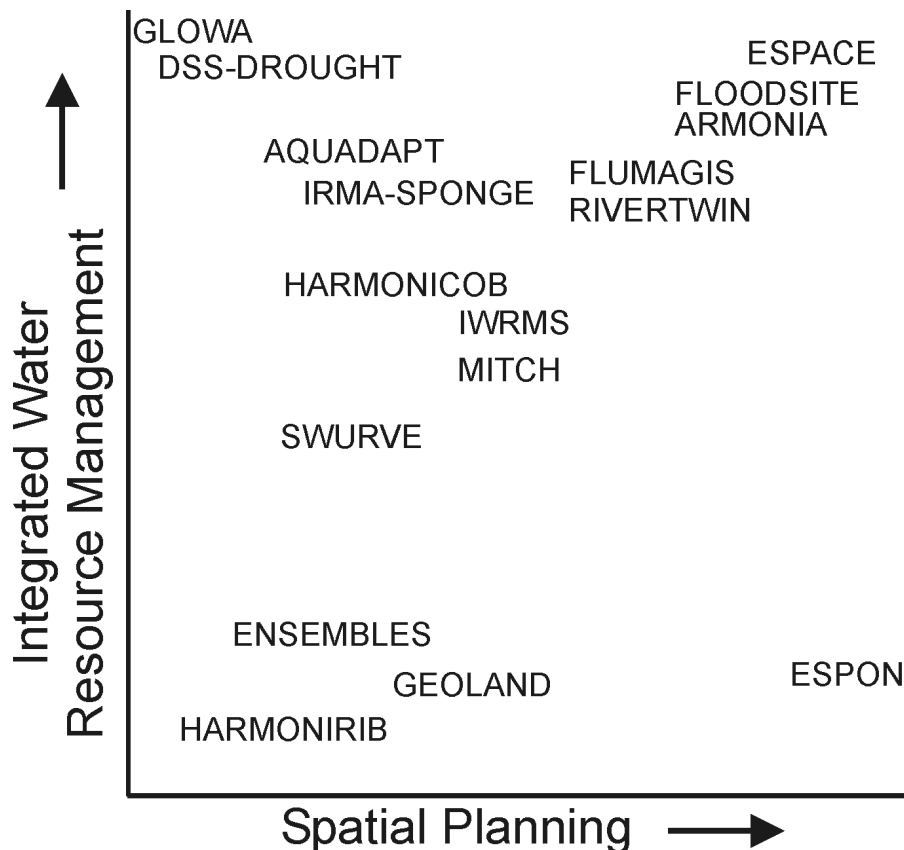 GLOWA
DSS-DROUGHT
ESPACE
FLOODSITE
ARMONIA
AQUADAPT
IRMA-SPONGE
FLUMAGIS
RIVERTWIN
HARMONICOB
IWRMS
MITCH
SWURVE
ENSEMBLES
GEOLAND
ESPON
HARMONIRIB
Integrated Water
Resource Management
Spatial Planning